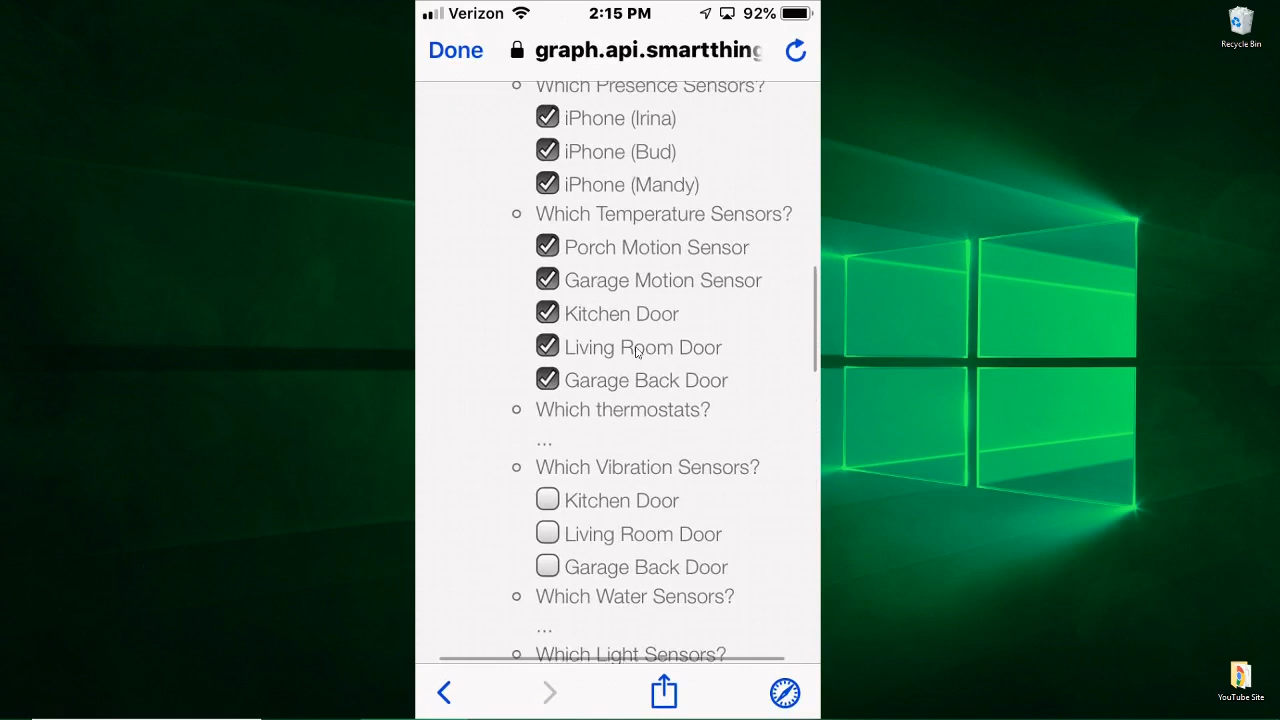 Verizon 2:15 PM 92%
Done graph.api.smartthing
Which Presence Sensors?
iPhone (Irina)
iPhone (Bud)
iPhone (Mandy)
Which Temperature Sensors?
Porch Motion Sensor
Garage Motion Sensor
Kitchen Door
Living Room Door
Garage Back Door
Which thermostats?
...
Which Vibration Sensors?
Kitchen Door
Living Room Door
Garage Back Door
Which Water Sensors?
...
Which Light Sensors?
Recycle Bin
YouTube Site